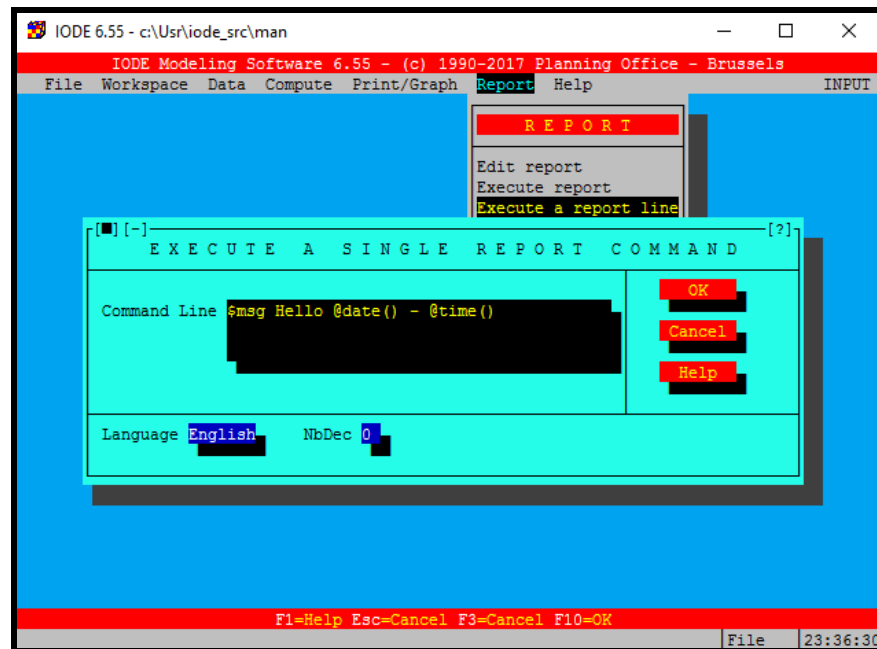 IODE 6.55 - c:\Usr\iode_src\man
IODE Modeling Software 6.55 - (c) 1990-2017 Planning Office - Brussels
File Workspace Data Compute Print/Graph Report Help INPUT
R E P O R T
Edit report
Execute report
Execute a report line
[■][-] [?]
E X E C U T E A S I N G L E R E P O R T C O M M A N D
OK
Command Line $msg Hello @date() - @time()
Cancel
Help
Language English NbDec 0
F1=Help Esc=Cancel F3=Cancel F10=OK
File 23:36:30